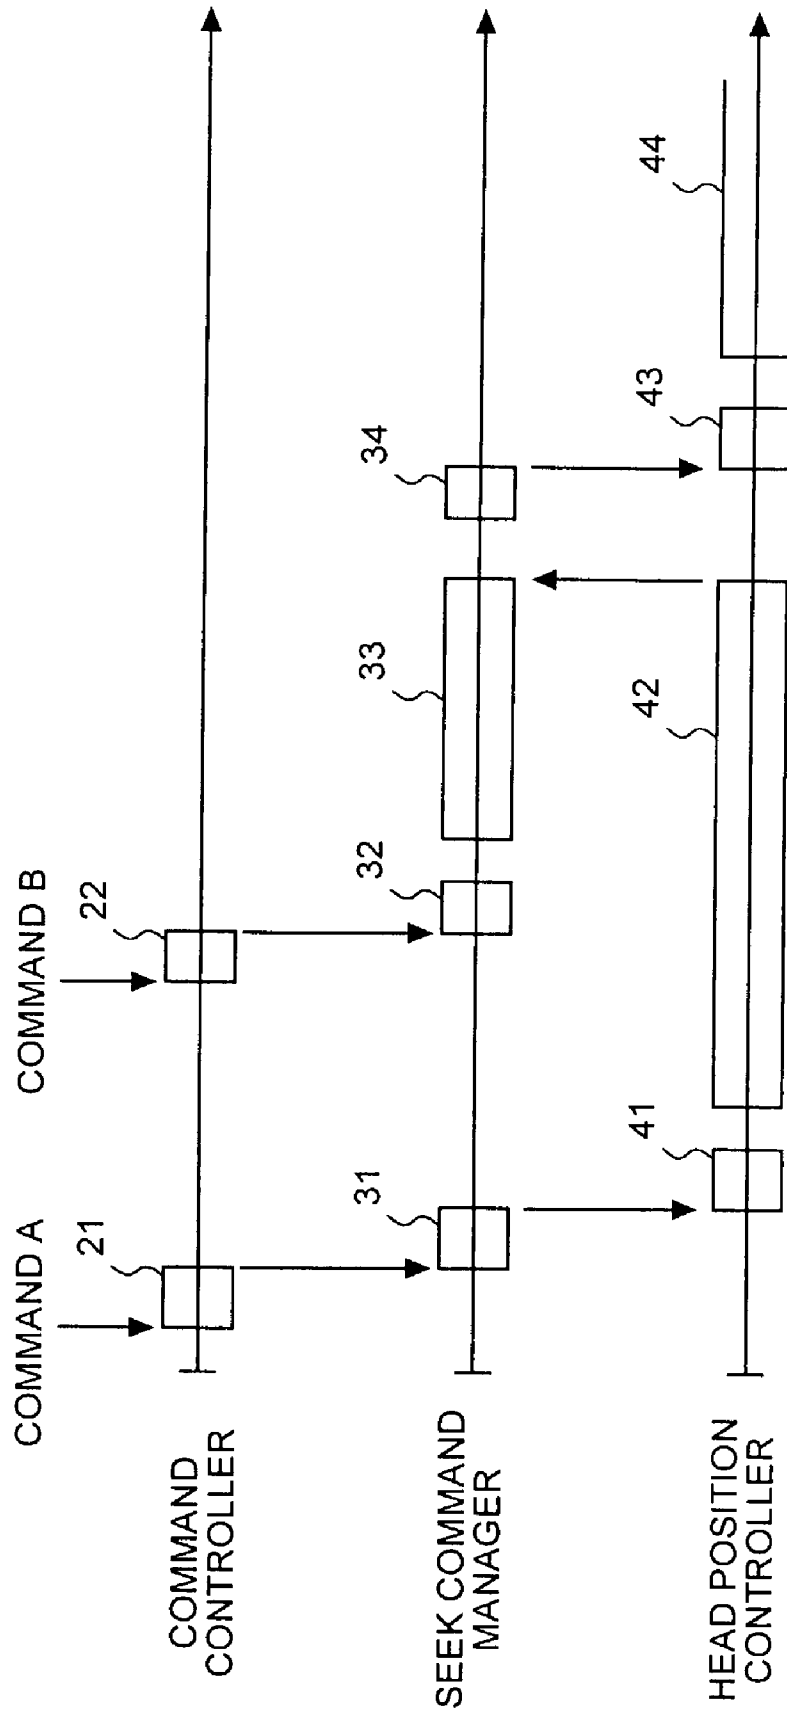 COMMAND A
COMMAND B
COMMAND
CONTROLLER
21
22
SEEK COMMAND
MANAGER
31
32
33
34
HEAD POSITION
CONTROLLER
41
42
43
44